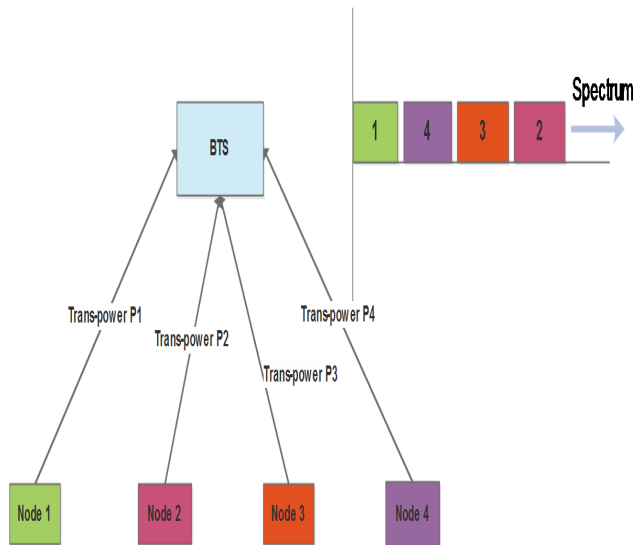 Spectrum
1 4 3 2
BTS
Trans-power P1
Trans-power P4
Trans-power P2
Trans-power P3
Node 1
Node 2
Node 3
Node 4